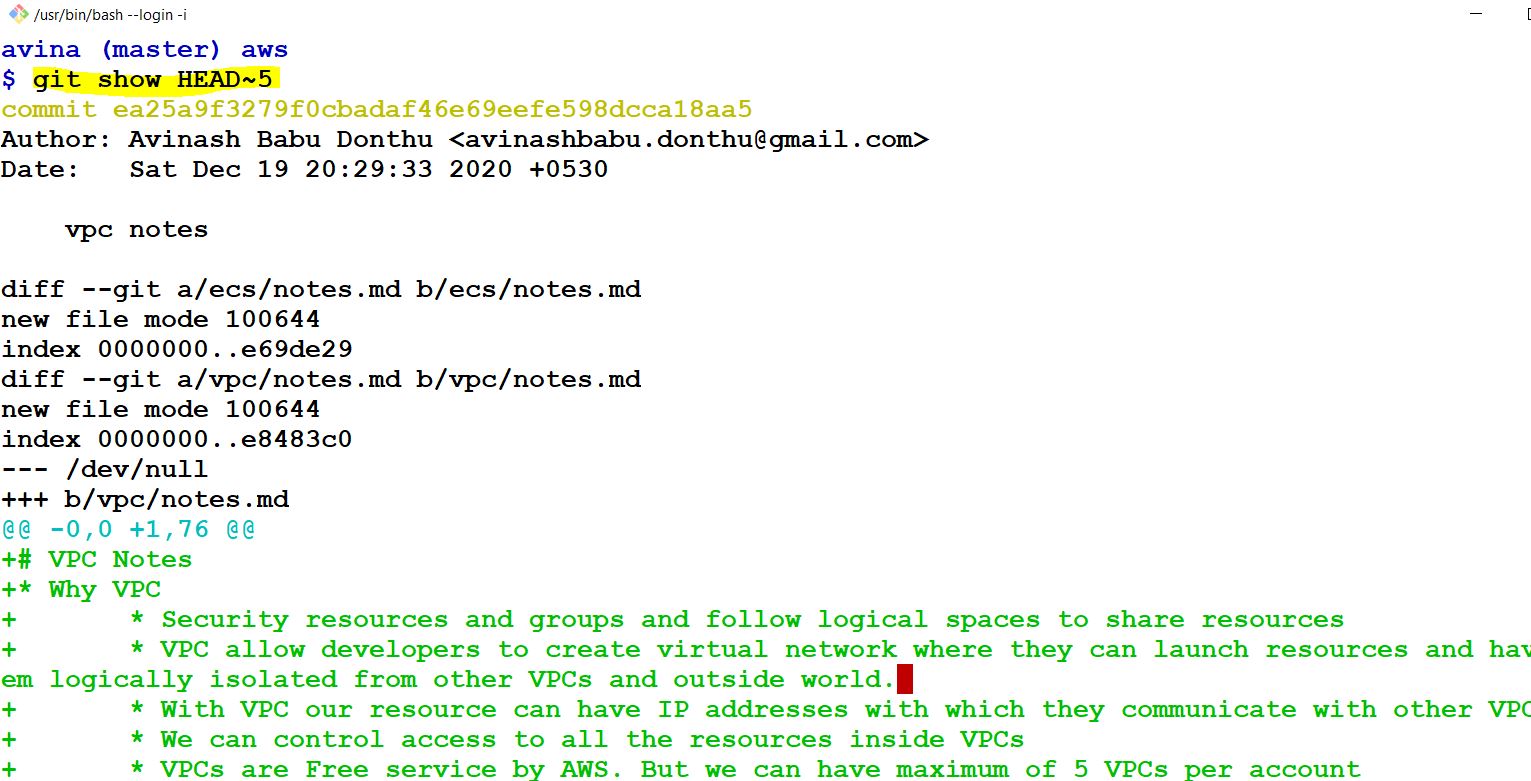 /usr/bin/bash --login -i
avina (master) aws
$ git show HEAD~5
commit ea25a9f3279f0cbadaf46e69eefe598dcca18aa5
Author: Avinash Babu Donthu <avinashbabu.donthu@gmail.com>
Date:   Sat Dec 19 20:29:33 2020 +0530
    vpc notes
diff --git a/ecs/notes.md b/ecs/notes.md
new file mode 100644
index 0000000..e69de29
diff --git a/vpc/notes.md b/vpc/notes.md
new file mode 100644
index 0000000..e8483c0
--- /dev/null
+++ b/vpc/notes.md
@@ -0,0 +1,76 @@
+# VPC Notes
+* Why VPC
+       * Security resources and groups and follow logical spaces to share resources
+       * VPC allow developers to create virtual network where they can launch resources and hav
em logically isolated from other VPCs and outside world.
+       * With VPC our resource can have IP addresses with which they communicate with other VPC
+       * We can control access to all the resources inside VPCs
+       * VPCs are Free service by AWS. But we can have maximum of 5 VPCs per account